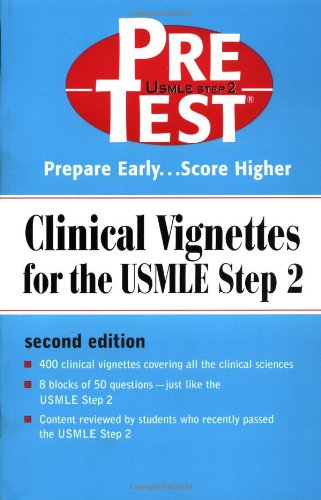 PRE
USMLE STEP 2
TEST®
Prepare Early...Score Higher
Clinical Vignettes
for the USMLE Step 2
second edition
400 clinical vignettes covering all the clinical sciences
8 blocks of 50 questions—just like the
USMLE Step 2
Content reviewed by students who recently passed
the USMLE Step 2